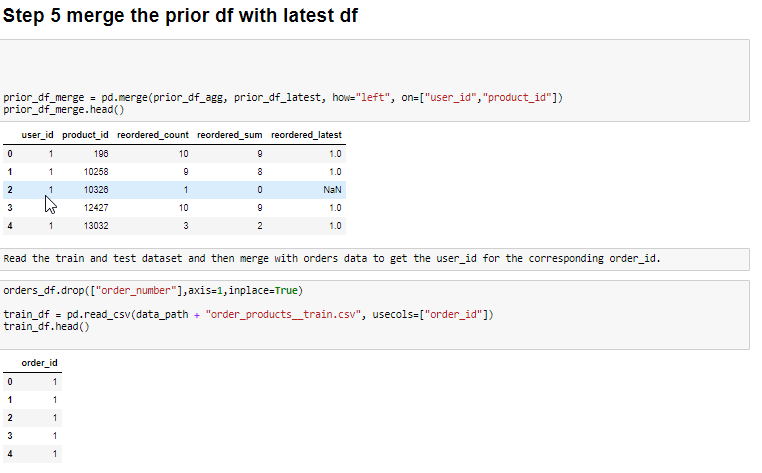 Step 5 merge the prior df with latest df
prior_df_merge = pd.merge(prior_df_agg, prior_df_latest, how="left", on=["user_id","product_id"])
prior_df_merge.head()
user_id product_id reordered_count reordered_sum reordered_latest
0 1 196 10 9 1.0
1 1 10258 9 8 1.0
2 1 10326 1 0 NaN
3 1 12427 10 9 1.0
4 1 13032 3 2 1.0
Read the train and test dataset and then merge with orders data to get the user_id for the corresponding order_id.
orders_df.drop(["order_number"],axis=1,inplace=True)
train_df = pd.read_csv(data_path + "order_products__train.csv", usecols=["order_id"])
train_df.head()
order_id
0 1
1 1
2 1
3 1
4 1